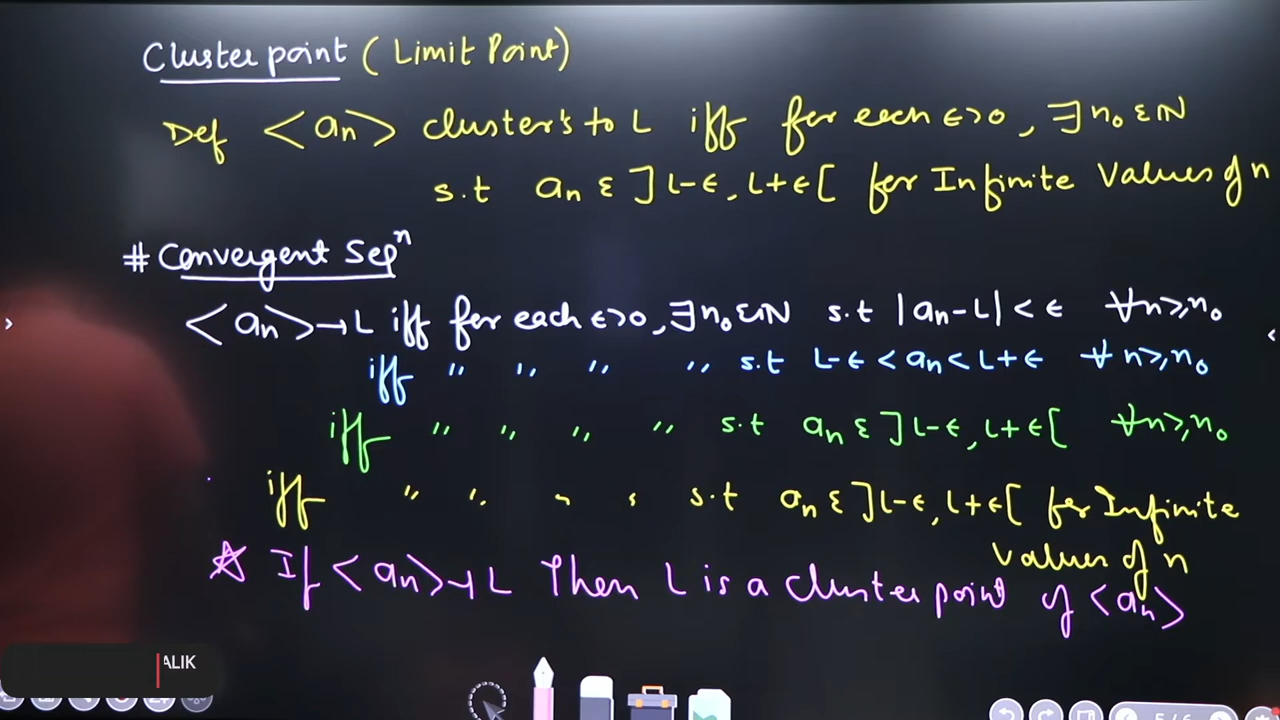 Cluster point (Limit Point)
Def <an> cluster's to L iff for each ϵ>0, ∃ n₀ ε ℕ
s.t an ε ]L-ϵ, L+ϵ[ for Infinite Values of n
# Convergent Seqⁿ
<an>→L iff for each ϵ>0, ∃ n₀ ε ℕ s.t |an-L|<ϵ ∀n≥n₀
iff " " " " s.t L-ϵ<an<L+ϵ ∀ n≥n₀
iff " " " " s.t an ε ]L-ϵ, L+ϵ[ ∀n≥n₀
iff " " " " s.t an ε ]L-ϵ, L+ϵ[ for Infinite
Values of n
☆ If <an>→L Then L is a cluster point of <an>
ALIK